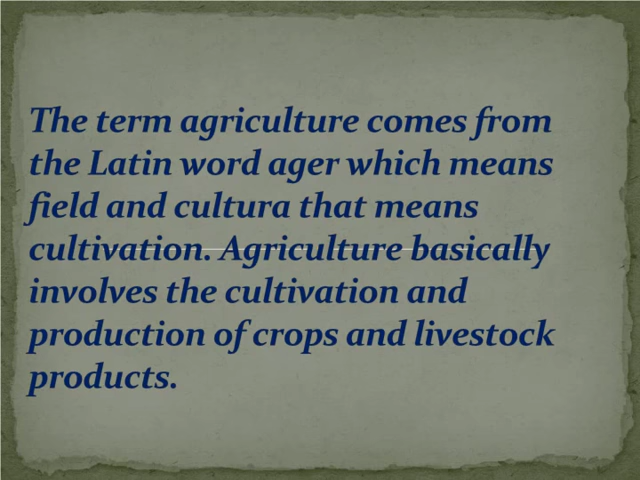 The term agriculture comes from
the Latin word ager which means
field and cultura that means
cultivation. Agriculture basically
involves the cultivation and
production of crops and livestock
products.